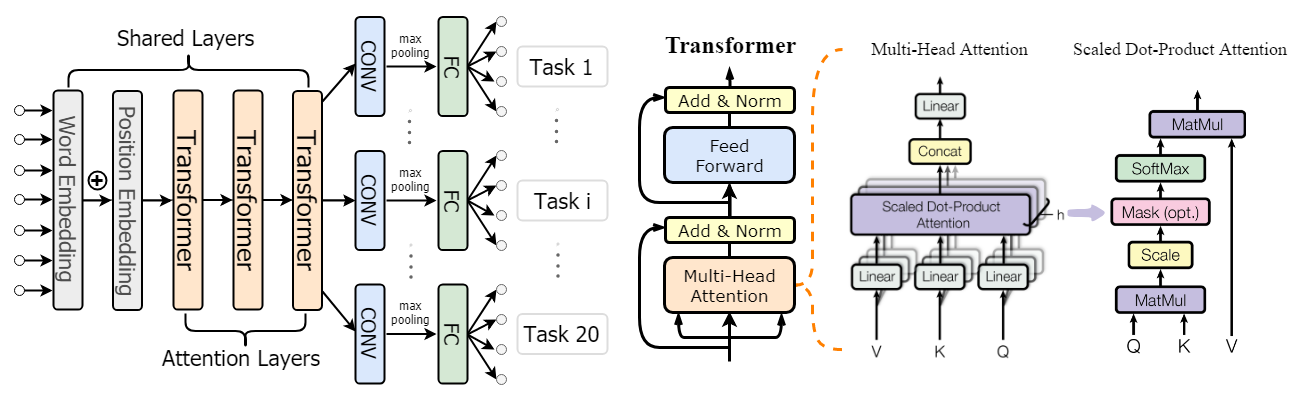 Shared Layers
Word Embedding
Position Embedding
Transformer
Transformer
Transformer
Attention Layers
CONV
max
pooling
FC
Task 1
CONV
max
pooling
FC
Task i
CONV
max
pooling
FC
Task 20
Transformer
Add & Norm
Feed
Forward
Add & Norm
Multi-Head
Attention
Multi-Head Attention
Linear
Concat
Scaled Dot-Product
Attention
h
Linear
Linear
Linear
V
K
Q
Scaled Dot-Product Attention
MatMul
SoftMax
Mask (opt.)
Scale
MatMul
Q
K
V